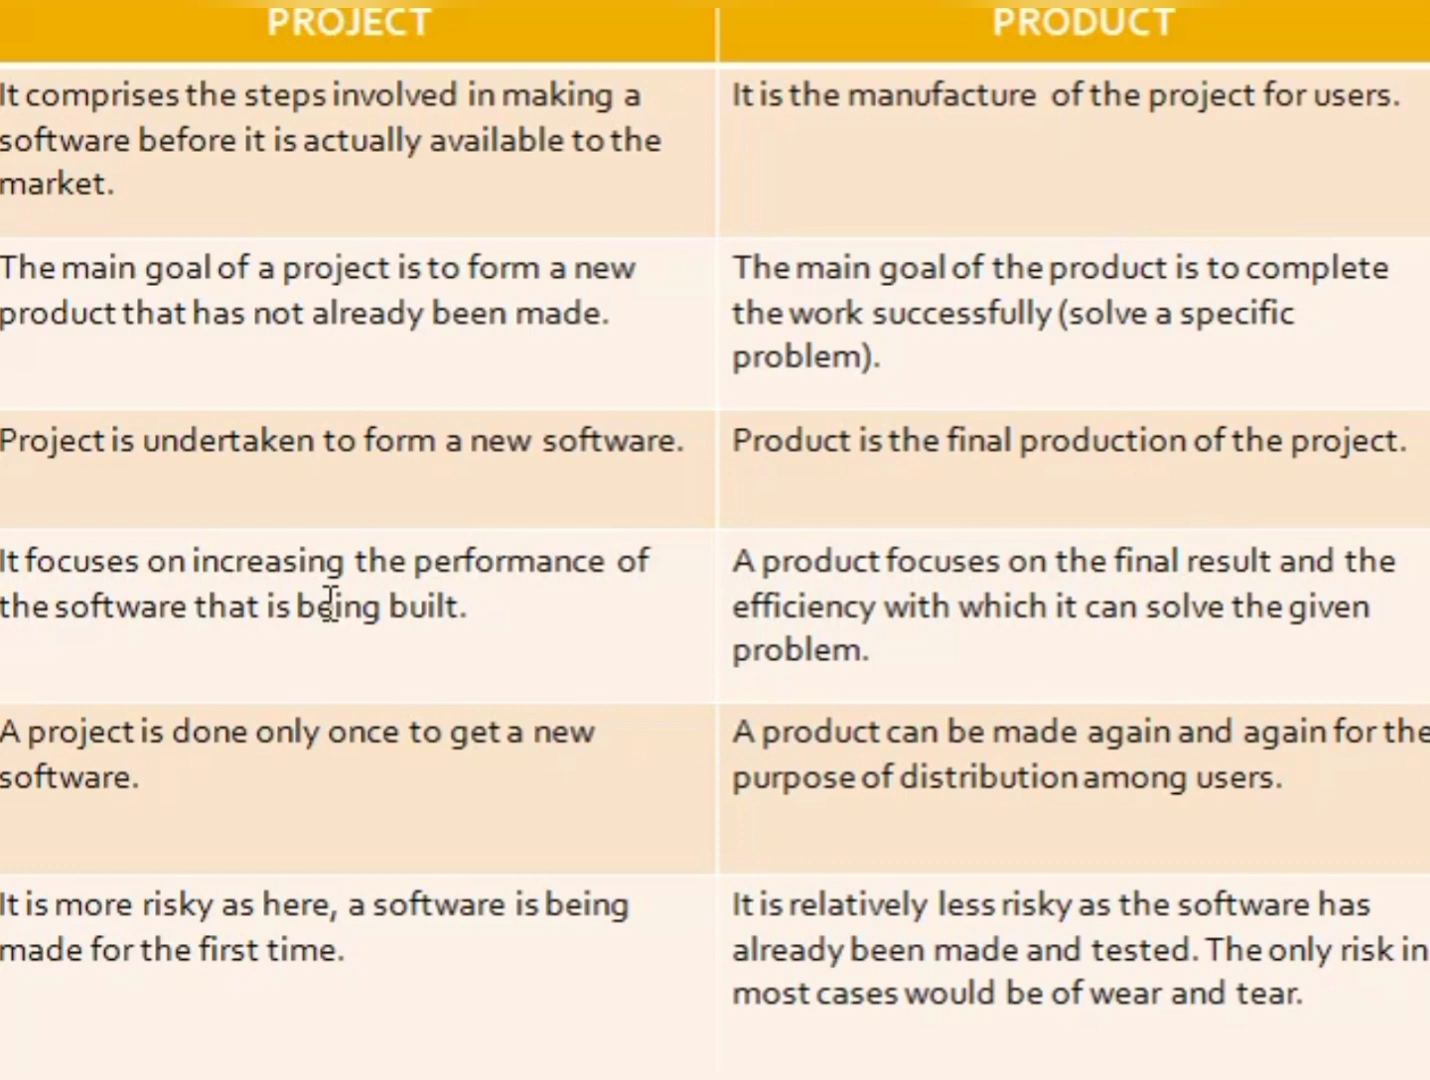 PROJECT
PRODUCT
It comprises the steps involved in making a
software before it is actually available to the
market.
It is the manufacture of the project for users.
The main goal of a project is to form a new
product that has not already been made.
The main goal of the product is to complete
the work successfully (solve a specific
problem).
Project is undertaken to form a new software.
Product is the final production of the project.
It focuses on increasing the performance of
the software that is being built.
A product focuses on the final result and the
efficiency with which it can solve the given
problem.
A project is done only once to get a new
software.
A product can be made again and again for the
purpose of distribution among users.
It is more risky as here, a software is being
made for the first time.
It is relatively less risky as the software has
already been made and tested. The only risk in
most cases would be of wear and tear.